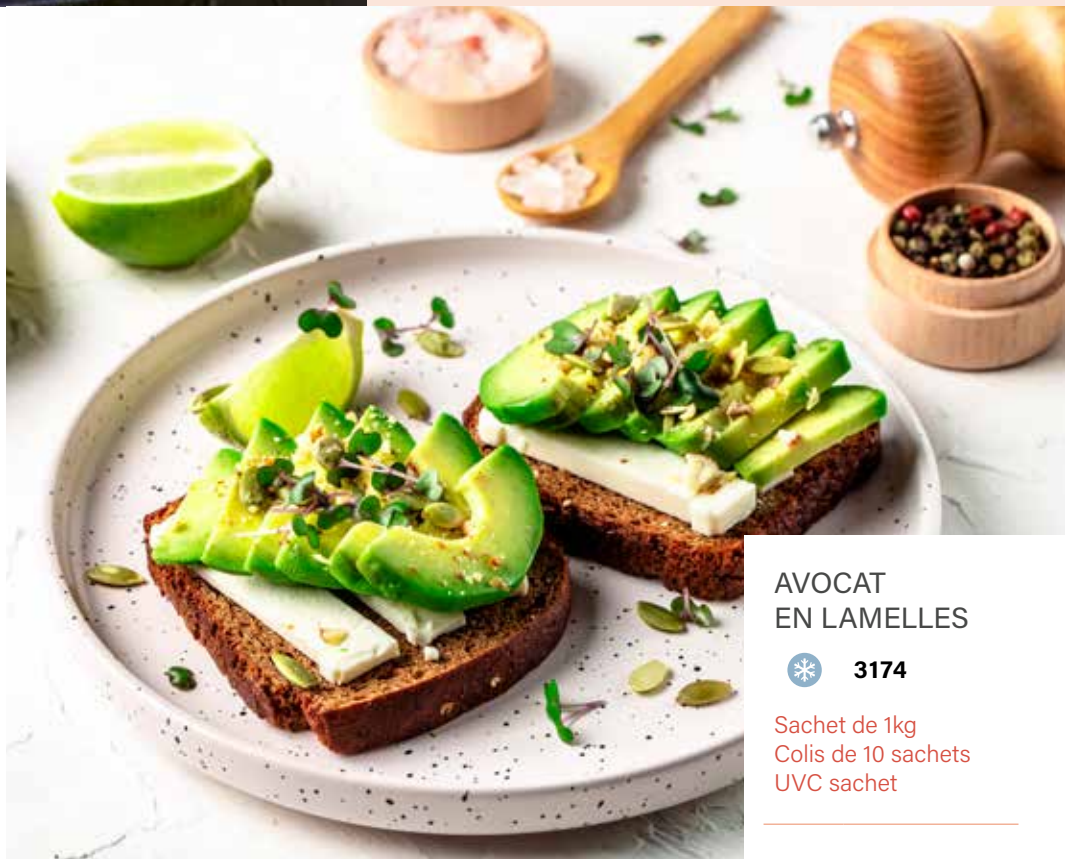 AVOCAT
EN LAMELLES
3174
Sachet de 1kg
Colis de 10 sachets
UVC sachet